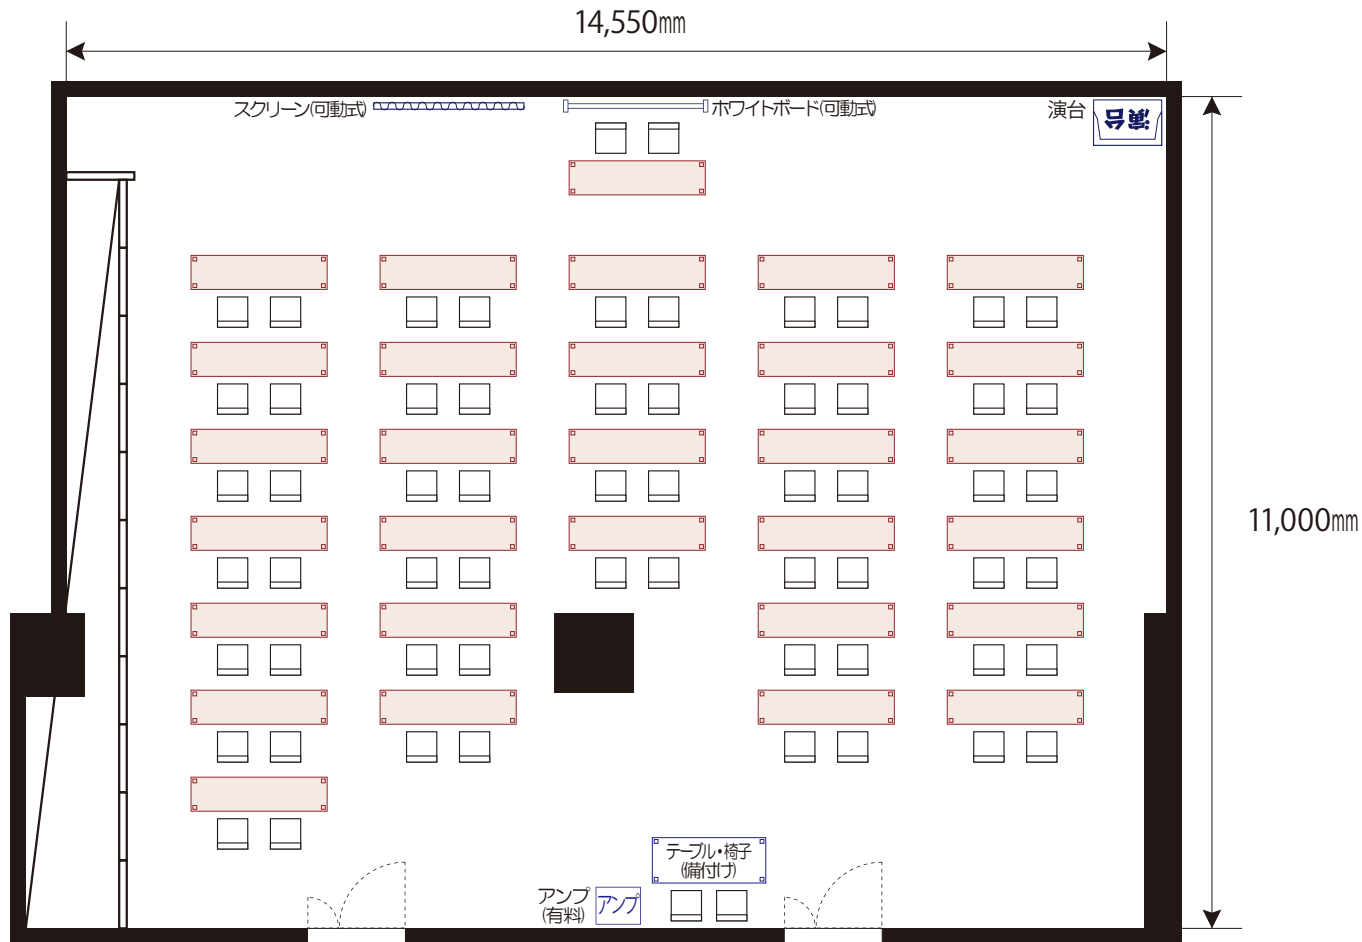 14,550㎜
スクリーン(可動式)
ホワイトボード(可動式)
演台
演台
11,000㎜
テーブル・椅子
(備付け)
アンプ
(有料)
アンプ